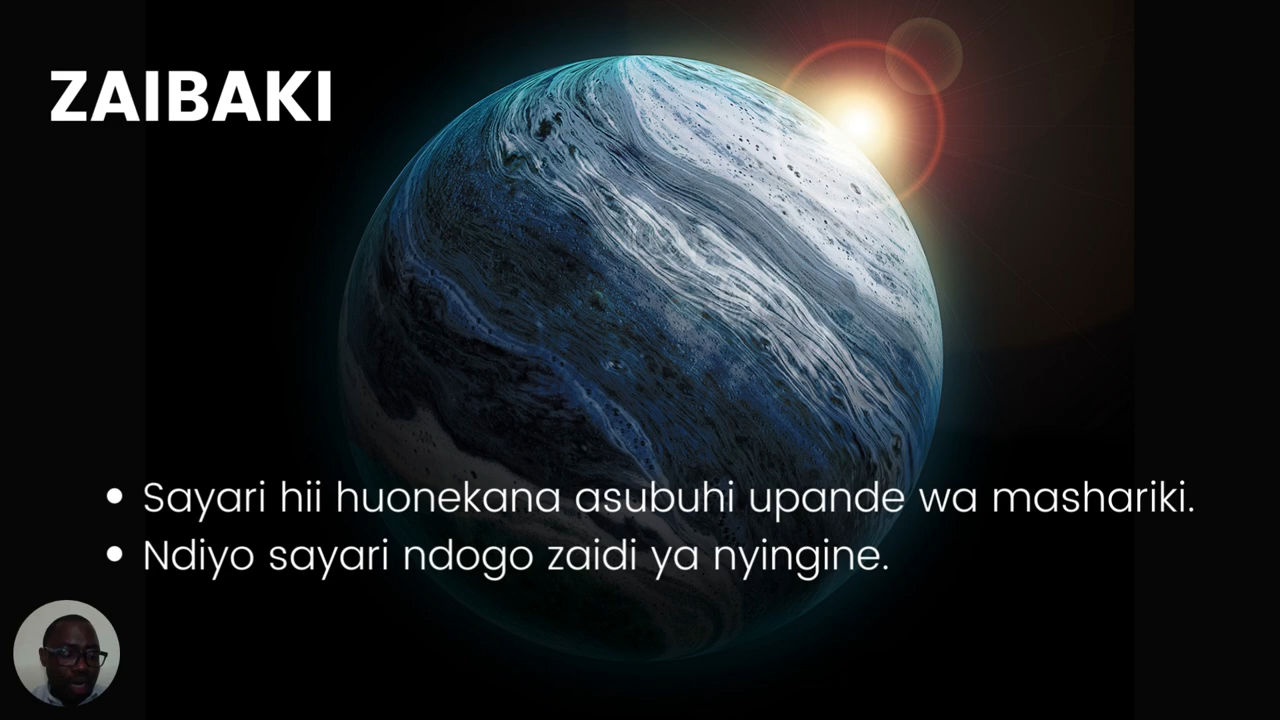 ZAIBAKI
• Sayari hii huonekana asubuhi upande wa mashariki.
• Ndiyo sayari ndogo zaidi ya nyingine.